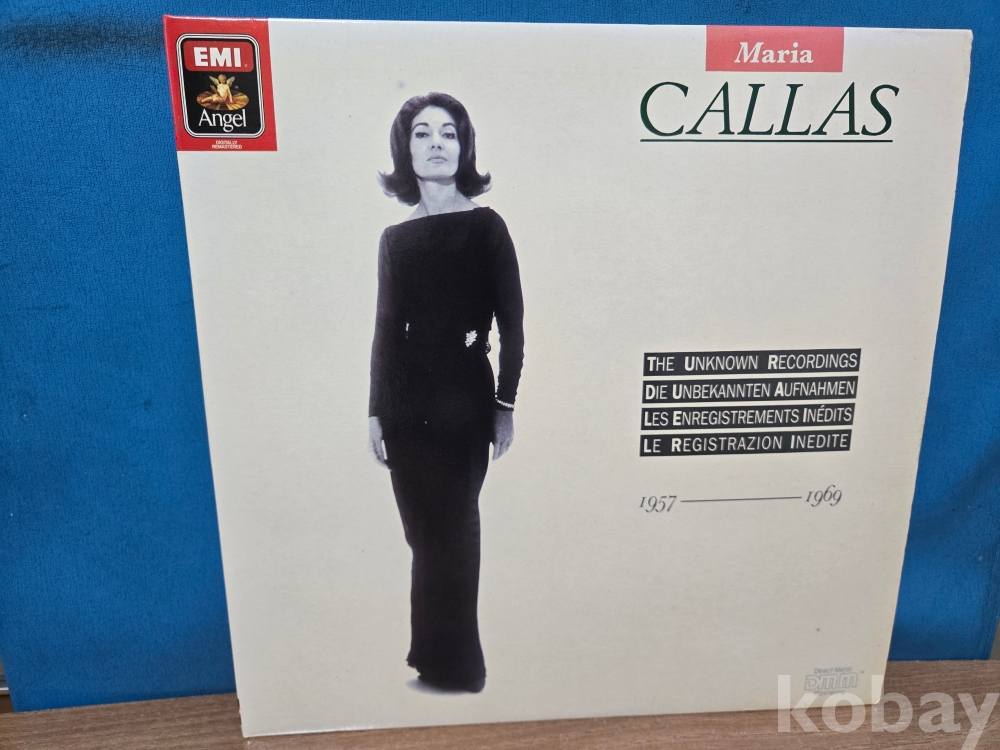 EMI
Angel
DIGITALLY
REMASTERED
Maria
CALLAS
THE UNKNOWN RECORDINGS
DIE UNBEKANNTEN AUFNAHMEN
LES ENREGISTREMENTS INÉDITS
LE REGISTRAZION INEDITE
1957 — 1969
Direct Metal
DMM
kobay